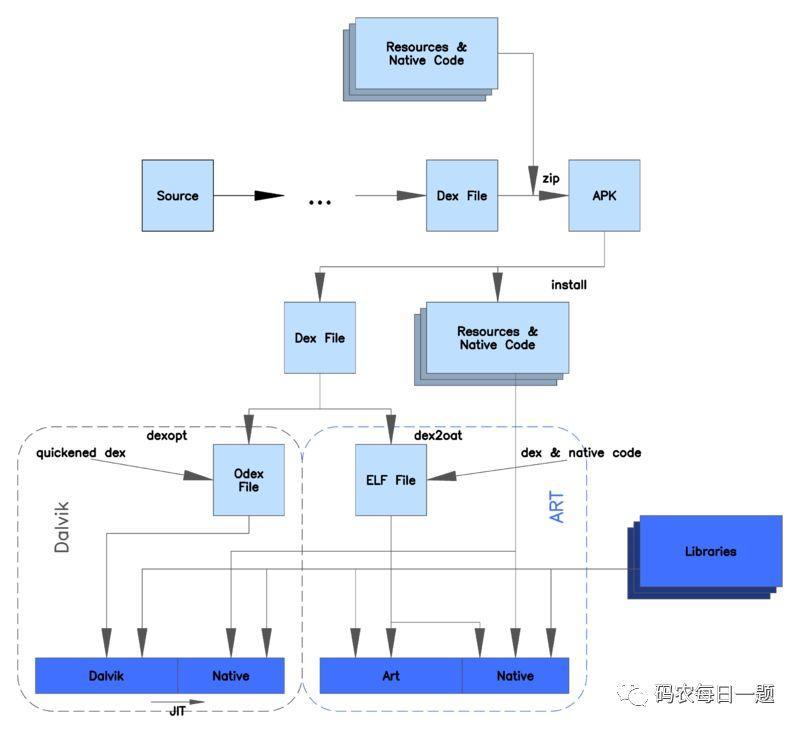 Resources &
Native Code
Source
...
Dex File
zip
APK
install
Dex File
Resources &
Native Code
dexopt
quickened dex
Odex
File
dex2oat
dex & native code
ELF File
Dalvik
ART
Libraries
Dalvik
Native
Art
Native
JIT
码农每日一题